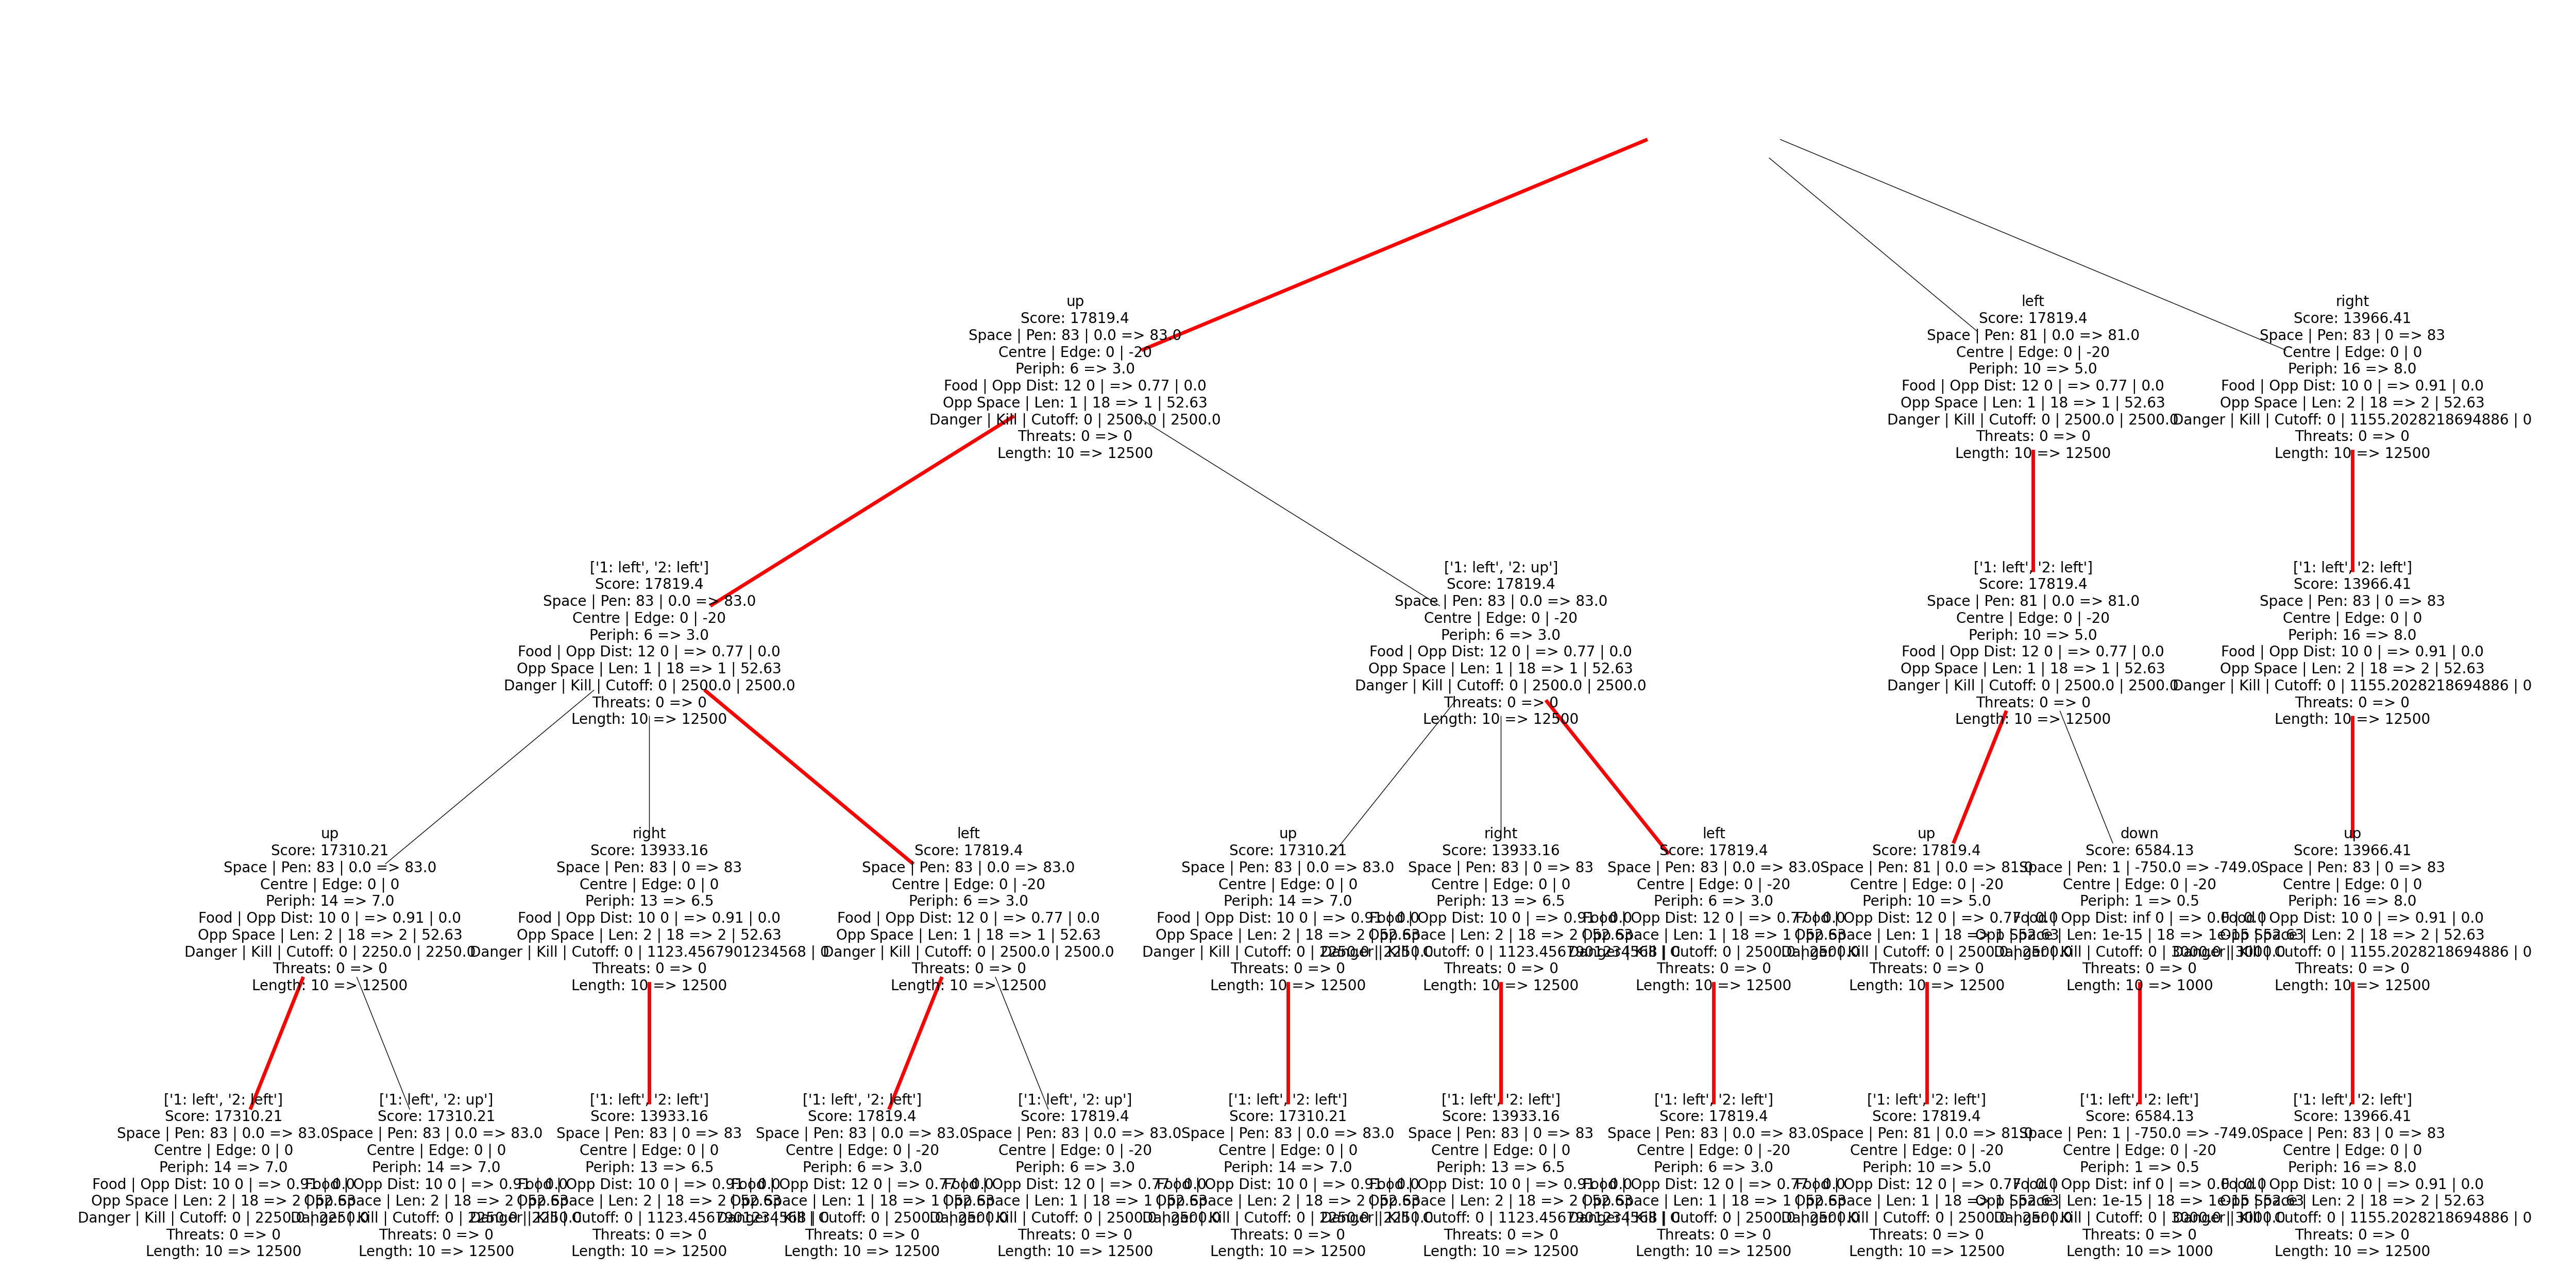 up
Score: 17819.4
Space | Pen: 83 | 0.0 => 83.0
Centre | Edge: 0 | -20
Periph: 6 => 3.0
Food | Opp Dist: 12 0 | => 0.77 | 0.0
Opp Space | Len: 1 | 18 => 1 | 52.63
Danger | Kill | Cutoff: 0 | 2500.0 | 2500.0
Threats: 0 => 0
Length: 10 => 12500
left
Score: 17819.4
Space | Pen: 81 | 0.0 => 81.0
Centre | Edge: 0 | -20
Periph: 10 => 5.0
Food | Opp Dist: 12 0 | => 0.77 | 0.0
Opp Space | Len: 1 | 18 => 1 | 52.63
Danger | Kill | Cutoff: 0 | 2500.0 | 2500.0
Threats: 0 => 0
Length: 10 => 12500
right
Score: 13966.41
Space | Pen: 83 | 0 => 83
Centre | Edge: 0 | 0
Periph: 16 => 8.0
Food | Opp Dist: 10 0 | => 0.91 | 0.0
Opp Space | Len: 2 | 18 => 2 | 52.63
Danger | Kill | Cutoff: 0 | 1155.2028218694886 | 0
Threats: 0 => 0
Length: 10 => 12500
['1: left', '2: left']
Score: 17819.4
Space | Pen: 83 | 0.0 => 83.0
Centre | Edge: 0 | -20
Periph: 6 => 3.0
Food | Opp Dist: 12 0 | => 0.77 | 0.0
Opp Space | Len: 1 | 18 => 1 | 52.63
Danger | Kill | Cutoff: 0 | 2500.0 | 2500.0
Threats: 0 => 0
Length: 10 => 12500
['1: left', '2: up']
Score: 17819.4
Space | Pen: 83 | 0.0 => 83.0
Centre | Edge: 0 | -20
Periph: 6 => 3.0
Food | Opp Dist: 12 0 | => 0.77 | 0.0
Opp Space | Len: 1 | 18 => 1 | 52.63
Danger | Kill | Cutoff: 0 | 2500.0 | 2500.0
Threats: 0 => 0
Length: 10 => 12500
['1: left', '2: left']
Score: 17819.4
Space | Pen: 81 | 0.0 => 81.0
Centre | Edge: 0 | -20
Periph: 10 => 5.0
Food | Opp Dist: 12 0 | => 0.77 | 0.0
Opp Space | Len: 1 | 18 => 1 | 52.63
Danger | Kill | Cutoff: 0 | 2500.0 | 2500.0
Threats: 0 => 0
Length: 10 => 12500
['1: left', '2: left']
Score: 13966.41
Space | Pen: 83 | 0 => 83
Centre | Edge: 0 | 0
Periph: 16 => 8.0
Food | Opp Dist: 10 0 | => 0.91 | 0.0
Opp Space | Len: 2 | 18 => 2 | 52.63
Danger | Kill | Cutoff: 0 | 1155.2028218694886 | 0
Threats: 0 => 0
Length: 10 => 12500
up
Score: 17310.21
Space | Pen: 83 | 0.0 => 83.0
Centre | Edge: 0 | 0
Periph: 14 => 7.0
Food | Opp Dist: 10 0 | => 0.91 | 0.0
Opp Space | Len: 2 | 18 => 2 | 52.63
Danger | Kill | Cutoff: 0 | 2250.0 | 2250.0
Threats: 0 => 0
Length: 10 => 12500
right
Score: 13933.16
Space | Pen: 83 | 0 => 83
Centre | Edge: 0 | 0
Periph: 13 => 6.5
Food | Opp Dist: 10 0 | => 0.91 | 0.0
Opp Space | Len: 2 | 18 => 2 | 52.63
Danger | Kill | Cutoff: 0 | 1123.4567901234568 | 0
Threats: 0 => 0
Length: 10 => 12500
left
Score: 17819.4
Space | Pen: 83 | 0.0 => 83.0
Centre | Edge: 0 | -20
Periph: 6 => 3.0
Food | Opp Dist: 12 0 | => 0.77 | 0.0
Opp Space | Len: 1 | 18 => 1 | 52.63
Danger | Kill | Cutoff: 0 | 2500.0 | 2500.0
Threats: 0 => 0
Length: 10 => 12500
up
Score: 17310.21
Space | Pen: 83 | 0.0 => 83.0
Centre | Edge: 0 | 0
Periph: 14 => 7.0
Food | Opp Dist: 10 0 | => 0.91 | 0.0
Opp Space | Len: 2 | 18 => 2 | 52.63
Danger | Kill | Cutoff: 0 | 2250.0 | 2250.0
Threats: 0 => 0
Length: 10 => 12500
right
Score: 13933.16
Space | Pen: 83 | 0 => 83
Centre | Edge: 0 | 0
Periph: 13 => 6.5
Food | Opp Dist: 10 0 | => 0.91 | 0.0
Opp Space | Len: 2 | 18 => 2 | 52.63
Danger | Kill | Cutoff: 0 | 1123.4567901234568 | 0
Threats: 0 => 0
Length: 10 => 12500
left
Score: 17819.4
Space | Pen: 83 | 0.0 => 83.0
Centre | Edge: 0 | -20
Periph: 6 => 3.0
Food | Opp Dist: 12 0 | => 0.77 | 0.0
Opp Space | Len: 1 | 18 => 1 | 52.63
Danger | Kill | Cutoff: 0 | 2500.0 | 2500.0
Threats: 0 => 0
Length: 10 => 12500
up
Score: 17819.4
Space | Pen: 81 | 0.0 => 81.0
Centre | Edge: 0 | -20
Periph: 10 => 5.0
Food | Opp Dist: 12 0 | => 0.77 | 0.0
Opp Space | Len: 1 | 18 => 1 | 52.63
Danger | Kill | Cutoff: 0 | 2500.0 | 2500.0
Threats: 0 => 0
Length: 10 => 12500
down
Score: 6584.13
Space | Pen: 1 | -750.0 => -749.0
Centre | Edge: 0 | -20
Periph: 1 => 0.5
Food | Opp Dist: inf 0 | => 0.0 | 0.0
Opp Space | Len: 1e-15 | 18 => 1e-15 | 52.63
Danger | Kill | Cutoff: 0 | 3000.0 | 3000.0
Threats: 0 => 0
Length: 10 => 1000
up
Score: 13966.41
Space | Pen: 83 | 0 => 83
Centre | Edge: 0 | 0
Periph: 16 => 8.0
Food | Opp Dist: 10 0 | => 0.91 | 0.0
Opp Space | Len: 2 | 18 => 2 | 52.63
Danger | Kill | Cutoff: 0 | 1155.2028218694886 | 0
Threats: 0 => 0
Length: 10 => 12500
['1: left', '2: left']
Score: 17310.21
Space | Pen: 83 | 0.0 => 83.0
Centre | Edge: 0 | 0
Periph: 14 => 7.0
Food | Opp Dist: 10 0 | => 0.91 | 0.0
Opp Space | Len: 2 | 18 => 2 | 52.63
Danger | Kill | Cutoff: 0 | 2250.0 | 2250.0
Threats: 0 => 0
Length: 10 => 12500
['1: left', '2: up']
Score: 17310.21
Space | Pen: 83 | 0.0 => 83.0
Centre | Edge: 0 | 0
Periph: 14 => 7.0
Food | Opp Dist: 10 0 | => 0.91 | 0.0
Opp Space | Len: 2 | 18 => 2 | 52.63
Danger | Kill | Cutoff: 0 | 2250.0 | 2250.0
Threats: 0 => 0
Length: 10 => 12500
['1: left', '2: left']
Score: 13933.16
Space | Pen: 83 | 0 => 83
Centre | Edge: 0 | 0
Periph: 13 => 6.5
Food | Opp Dist: 10 0 | => 0.91 | 0.0
Opp Space | Len: 2 | 18 => 2 | 52.63
Danger | Kill | Cutoff: 0 | 1123.4567901234568 | 0
Threats: 0 => 0
Length: 10 => 12500
['1: left', '2: left']
Score: 17819.4
Space | Pen: 83 | 0.0 => 83.0
Centre | Edge: 0 | -20
Periph: 6 => 3.0
Food | Opp Dist: 12 0 | => 0.77 | 0.0
Opp Space | Len: 1 | 18 => 1 | 52.63
Danger | Kill | Cutoff: 0 | 2500.0 | 2500.0
Threats: 0 => 0
Length: 10 => 12500
['1: left', '2: up']
Score: 17819.4
Space | Pen: 83 | 0.0 => 83.0
Centre | Edge: 0 | -20
Periph: 6 => 3.0
Food | Opp Dist: 12 0 | => 0.77 | 0.0
Opp Space | Len: 1 | 18 => 1 | 52.63
Danger | Kill | Cutoff: 0 | 2500.0 | 2500.0
Threats: 0 => 0
Length: 10 => 12500
['1: left', '2: left']
Score: 17310.21
Space | Pen: 83 | 0.0 => 83.0
Centre | Edge: 0 | 0
Periph: 14 => 7.0
Food | Opp Dist: 10 0 | => 0.91 | 0.0
Opp Space | Len: 2 | 18 => 2 | 52.63
Danger | Kill | Cutoff: 0 | 2250.0 | 2250.0
Threats: 0 => 0
Length: 10 => 12500
['1: left', '2: left']
Score: 13933.16
Space | Pen: 83 | 0 => 83
Centre | Edge: 0 | 0
Periph: 13 => 6.5
Food | Opp Dist: 10 0 | => 0.91 | 0.0
Opp Space | Len: 2 | 18 => 2 | 52.63
Danger | Kill | Cutoff: 0 | 1123.4567901234568 | 0
Threats: 0 => 0
Length: 10 => 12500
['1: left', '2: left']
Score: 17819.4
Space | Pen: 83 | 0.0 => 83.0
Centre | Edge: 0 | -20
Periph: 6 => 3.0
Food | Opp Dist: 12 0 | => 0.77 | 0.0
Opp Space | Len: 1 | 18 => 1 | 52.63
Danger | Kill | Cutoff: 0 | 2500.0 | 2500.0
Threats: 0 => 0
Length: 10 => 12500
['1: left', '2: left']
Score: 17819.4
Space | Pen: 81 | 0.0 => 81.0
Centre | Edge: 0 | -20
Periph: 10 => 5.0
Food | Opp Dist: 12 0 | => 0.77 | 0.0
Opp Space | Len: 1 | 18 => 1 | 52.63
Danger | Kill | Cutoff: 0 | 2500.0 | 2500.0
Threats: 0 => 0
Length: 10 => 12500
['1: left', '2: left']
Score: 6584.13
Space | Pen: 1 | -750.0 => -749.0
Centre | Edge: 0 | -20
Periph: 1 => 0.5
Food | Opp Dist: inf 0 | => 0.0 | 0.0
Opp Space | Len: 1e-15 | 18 => 1e-15 | 52.63
Danger | Kill | Cutoff: 0 | 3000.0 | 3000.0
Threats: 0 => 0
Length: 10 => 1000
['1: left', '2: left']
Score: 13966.41
Space | Pen: 83 | 0 => 83
Centre | Edge: 0 | 0
Periph: 16 => 8.0
Food | Opp Dist: 10 0 | => 0.91 | 0.0
Opp Space | Len: 2 | 18 => 2 | 52.63
Danger | Kill | Cutoff: 0 | 1155.2028218694886 | 0
Threats: 0 => 0
Length: 10 => 12500